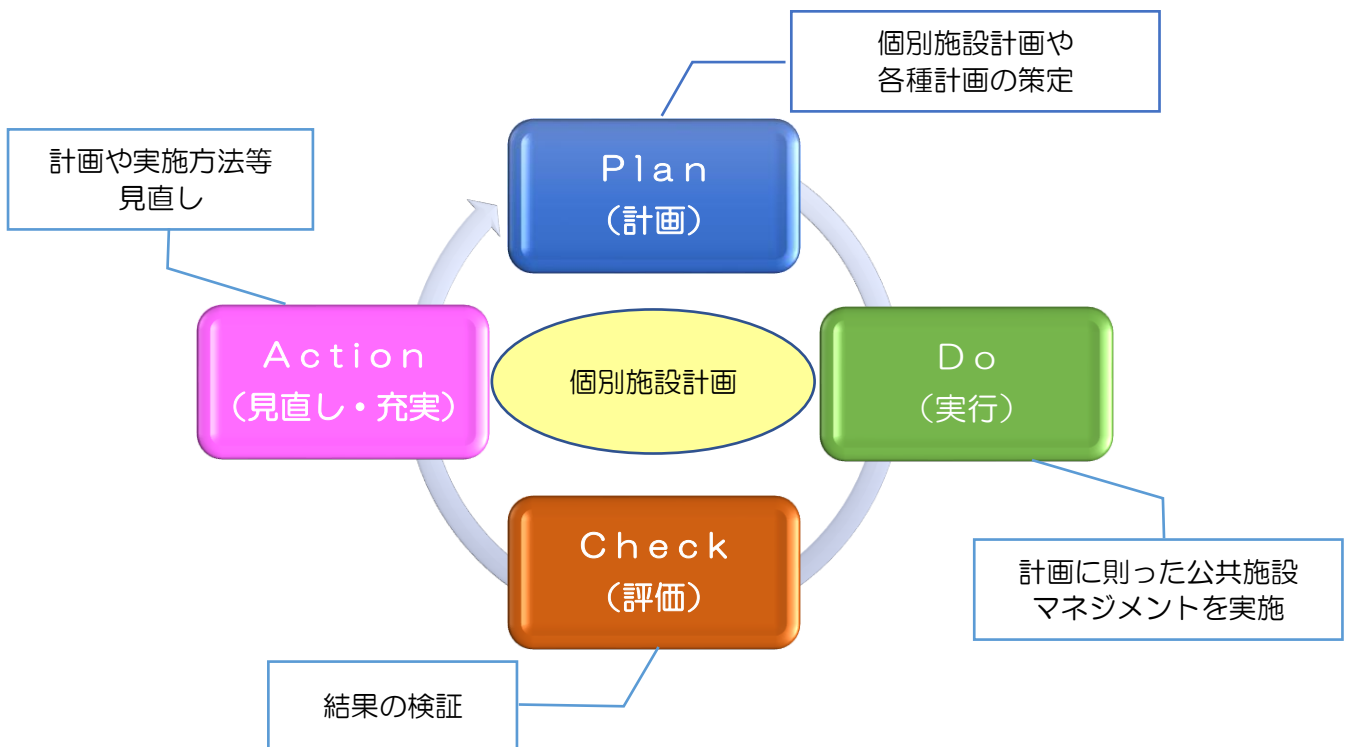 個別施設計画や
各種計画の策定
計画や実施方法等
見直し
Plan
(計画)
Action
(見直し・充実)
個別施設計画
Do
(実行)
Check
(評価)
計画に則った公共施設
マネジメントを実施
結果の検証